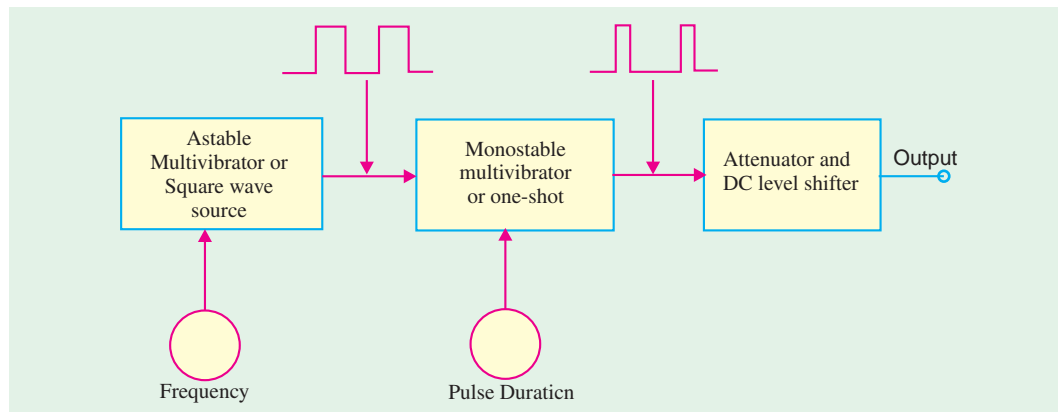 Astable
Multivibrator or
Square wave
source
Monostable
multivibrator
or one-shot
Attenuator and
DC level shifter
Output
Frequency
Pulse Duraticn